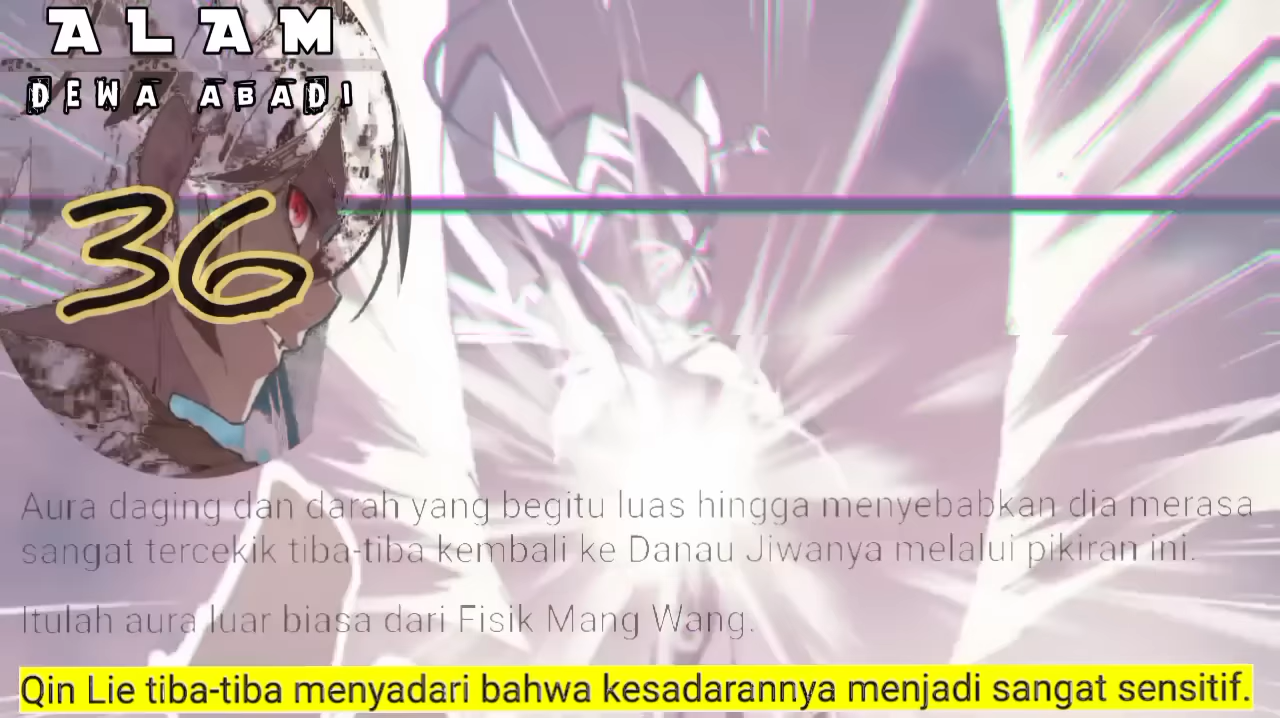 ALAM
DEWA ABADI
36
Aura daging dan darah yang begitu luas hingga menyebabkan dia merasa
sangat tercekik tiba-tiba kembali ke Danau Jiwanya melalui pikiran ini.
Itulah aura luar biasa dari Fisik Mang Wang.
Qin Lie tiba-tiba menyadari bahwa kesadarannya menjadi sangat sensitif.